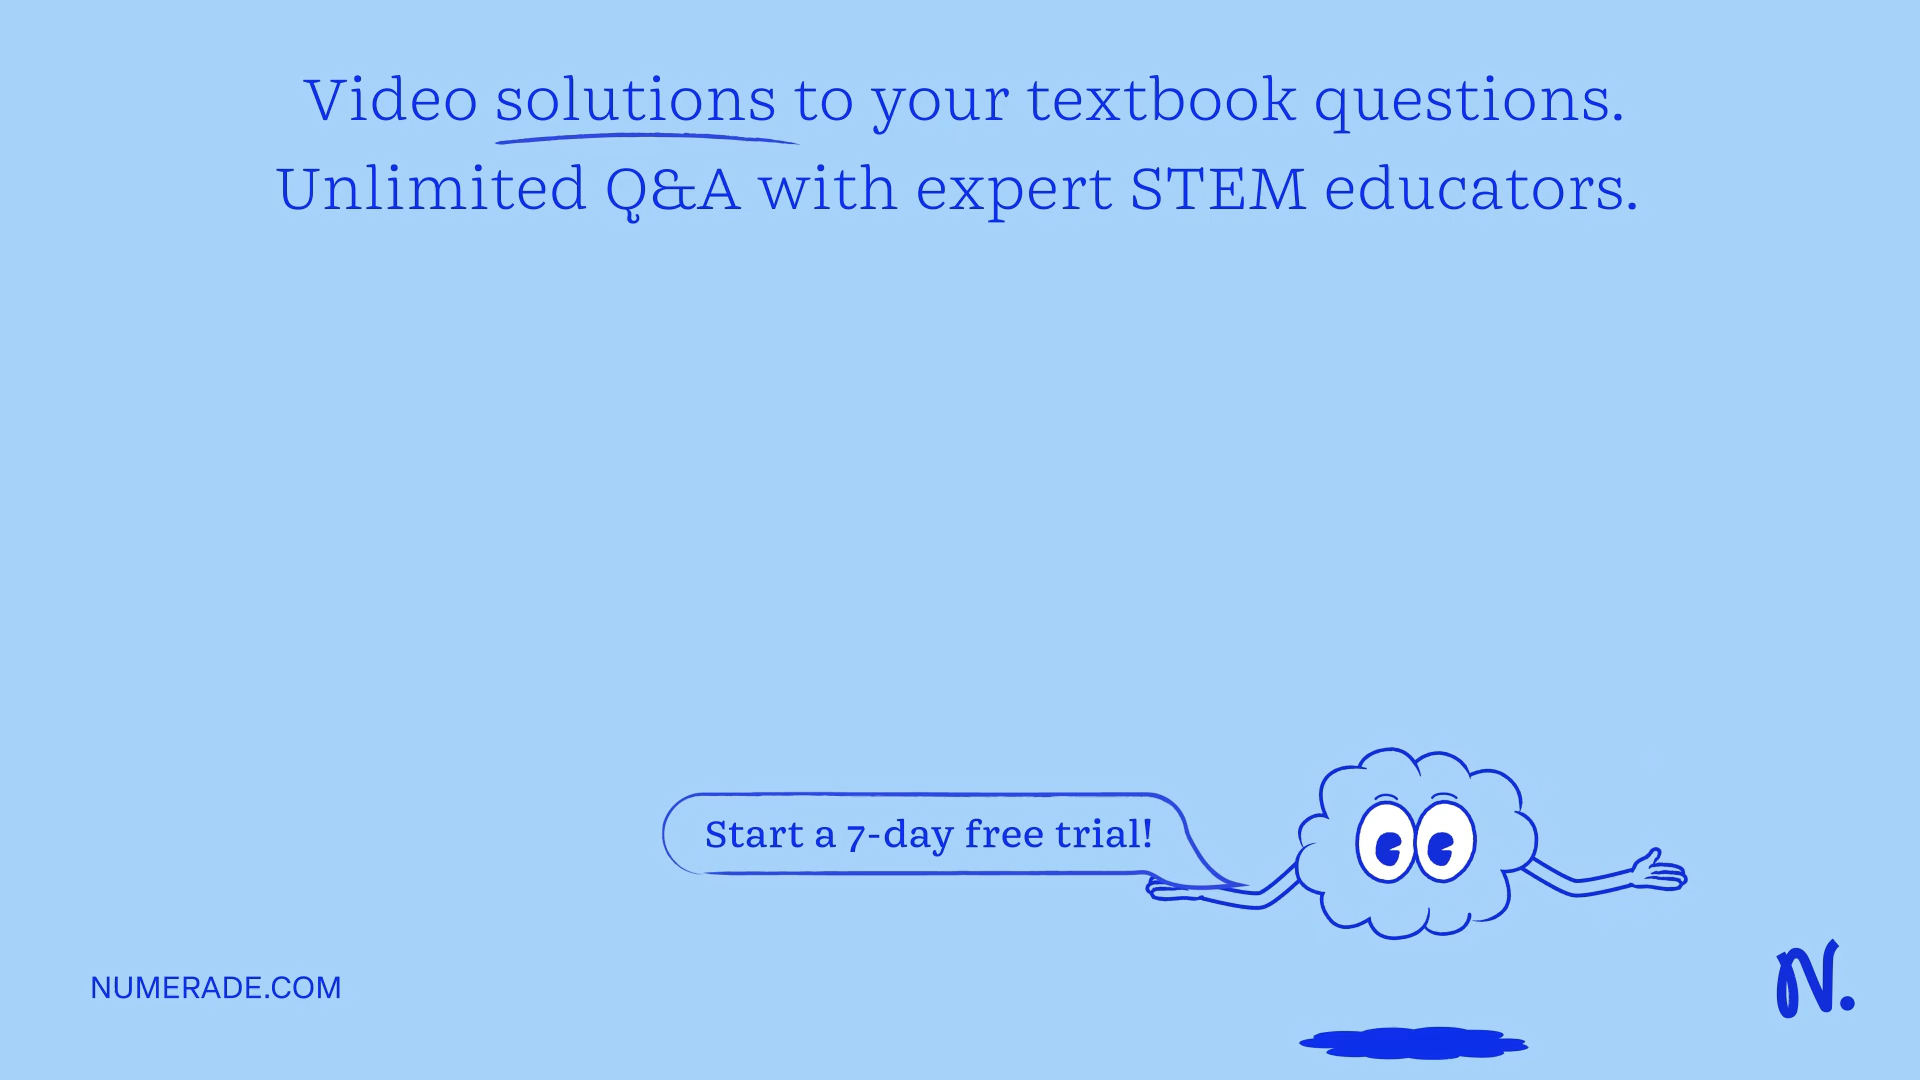 Video solutions to your textbook questions.
Unlimited Q&A with expert STEM educators.
Start a 7-day free trial!
NUMERADE.COM
N.